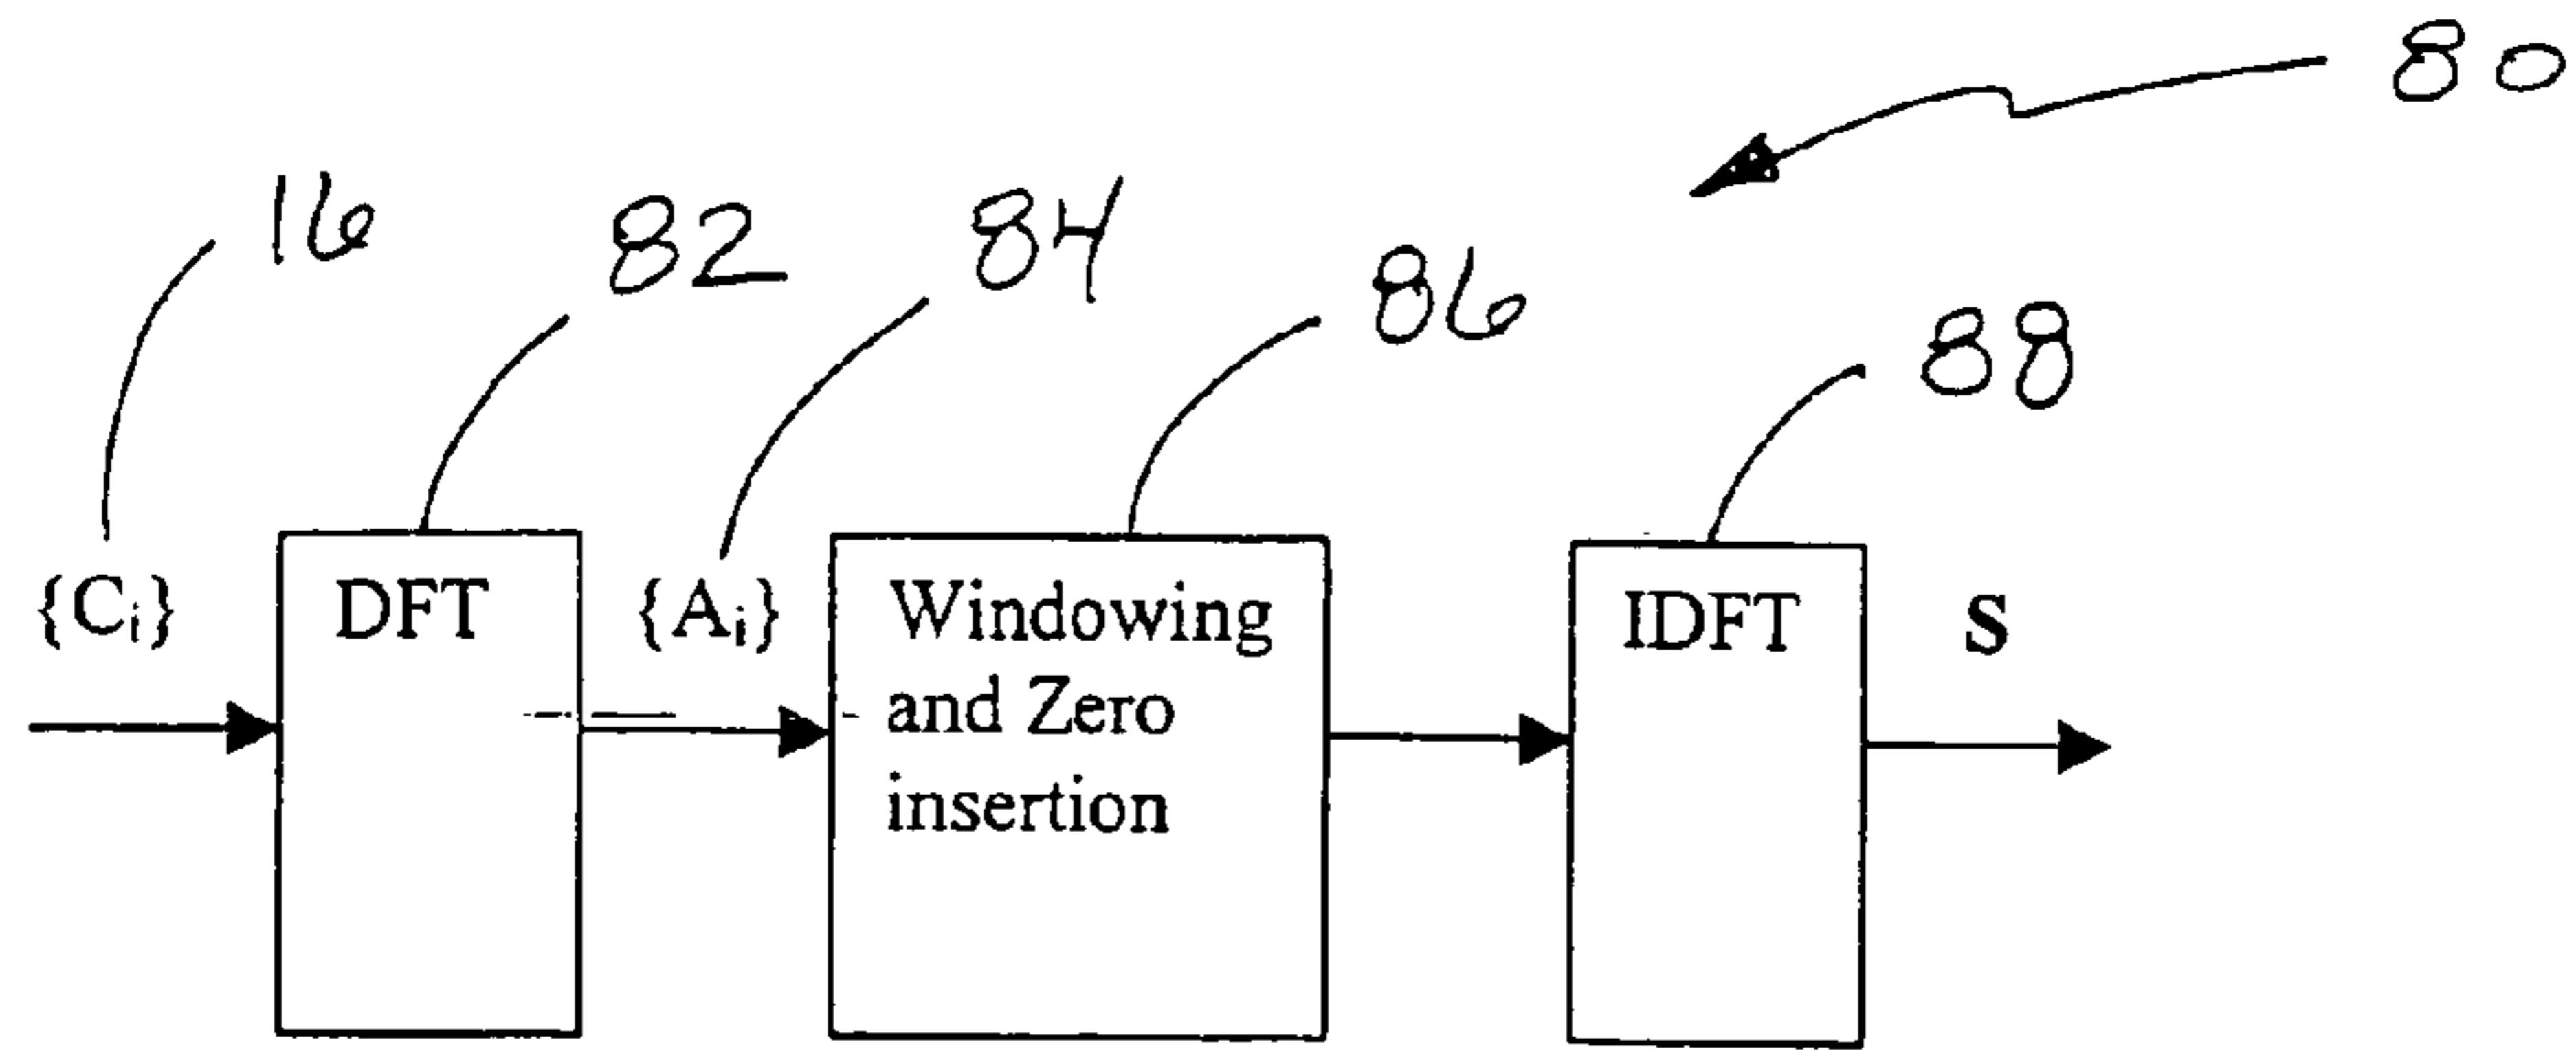 80
16
82
84
86
88
{Cᵢ}
DFT
{Aᵢ}
Windowing
and Zero
insertion
IDFT
S